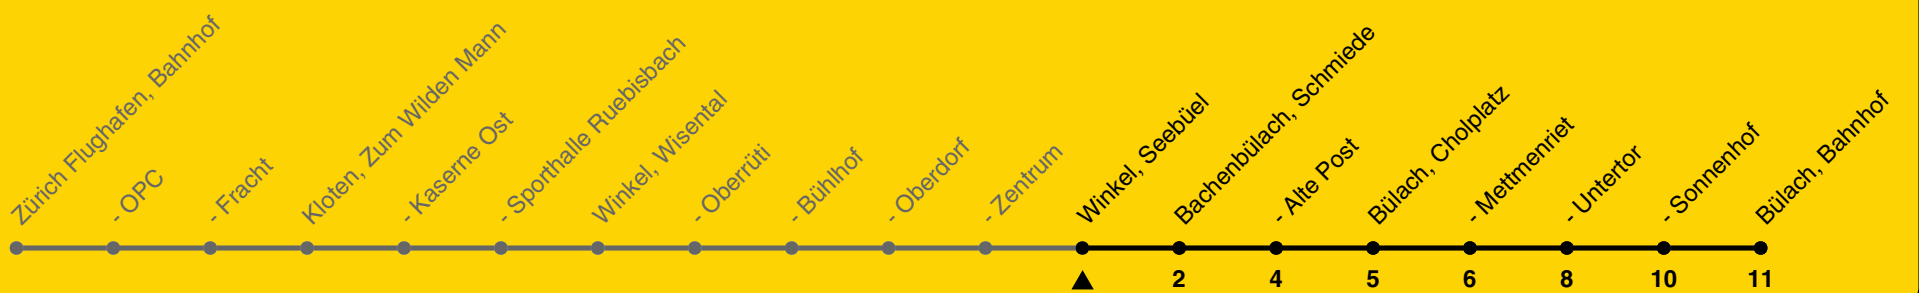 Zürich Flughafen, Bahnhof
- OPC
- Fracht
Kloten, Zum Wilden Mann
- Kaserne Ost
- Sporthalle Ruebisbach
Winkel, Wisental
- Oberrüti
- Bühlhof
- Oberdorf
- Zentrum
Winkel, Seebüel
Bachenbülach, Schmiede
- Alte Post
Bülach, Cholplatz
- Mettmenriet
- Untertor
- Sonnenhof
Bülach, Bahnhof
2 4 5 6 8 10 11